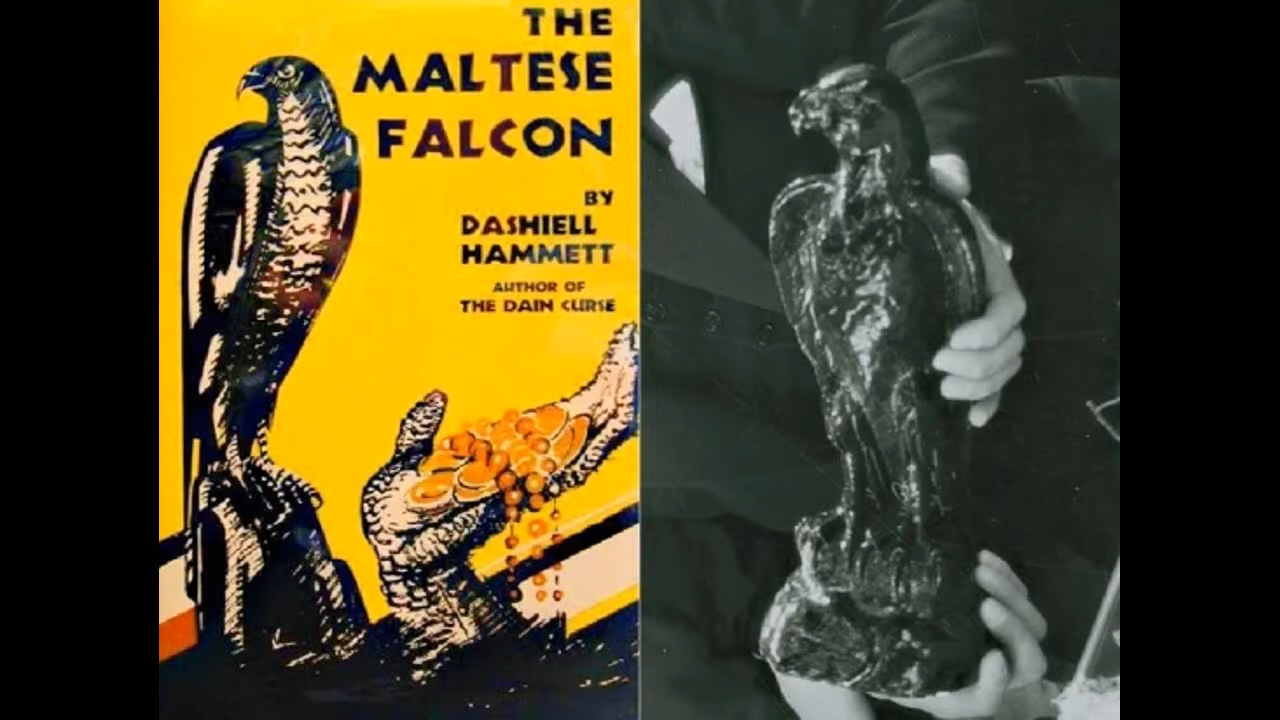 THE
MALTESE
FALCON
BY
DASHIELL
HAMMETT
AUTHOR OF
THE DAIN CURSE